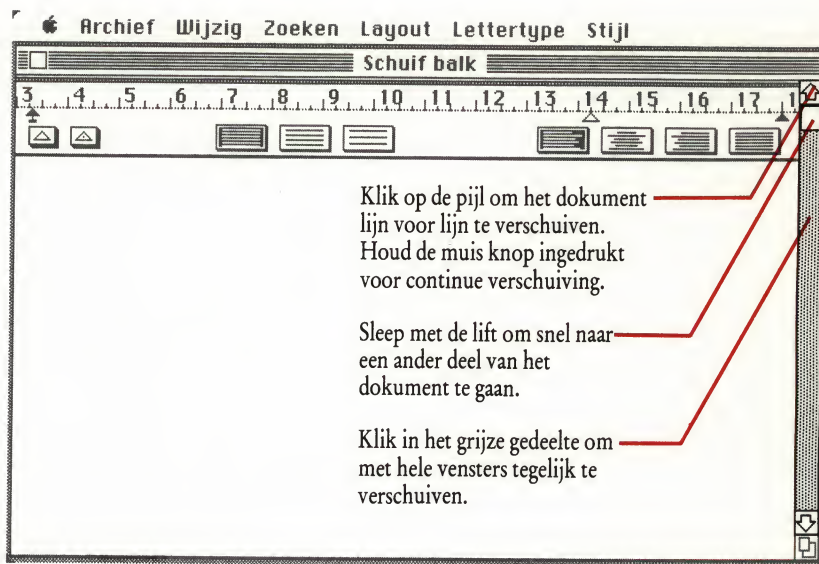 Archief Wijzig Zoeken Layout Lettertype Stijl
Schuif balk
3 4 5 6 7 8 9 10 11 12 13 14 15 16 17 1
Klik op de pijl om het dokument
lijn voor lijn te verschuiven.
Houd de muis knop ingedrukt
voor continue verschuiving.
Sleep met de lift om snel naar
een ander deel van het
dokument te gaan.
Klik in het grijze gedeelte om
met hele vensters tegelijk te
verschuiven.